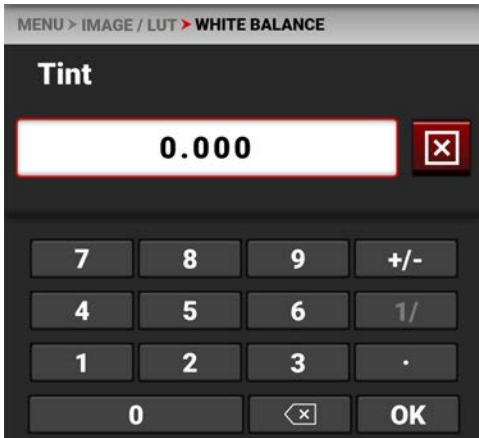 MENU > IMAGE / LUT > WHITE BALANCE
Tint
0.000
7 8 9 +/-
4 5 6 1/
1 2 3 .
0 OK